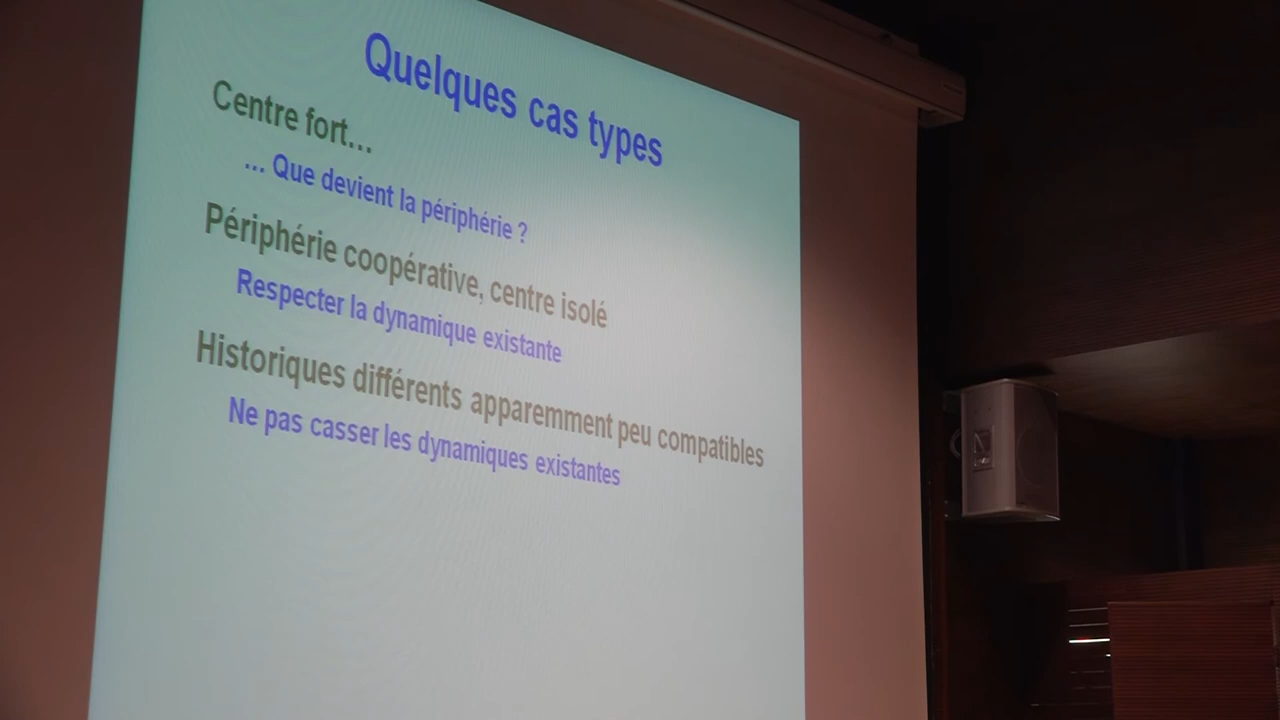 Quelques cas types
Centre fort...
... Que devient la périphérie ?
Périphérie coopérative, centre isolé
Respecter la dynamique existante
Historiques différents apparemment peu compatibles
Ne pas casser les dynamiques existantes